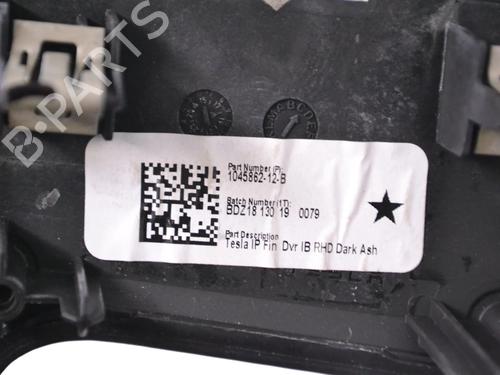 B-PARTS
Part Number (P):
1045862-12-B
Batch Number (1T):
BDZ18 130 19 0079
Part Description
Tesla IP Fin Dvr IB RHD Dark Ash